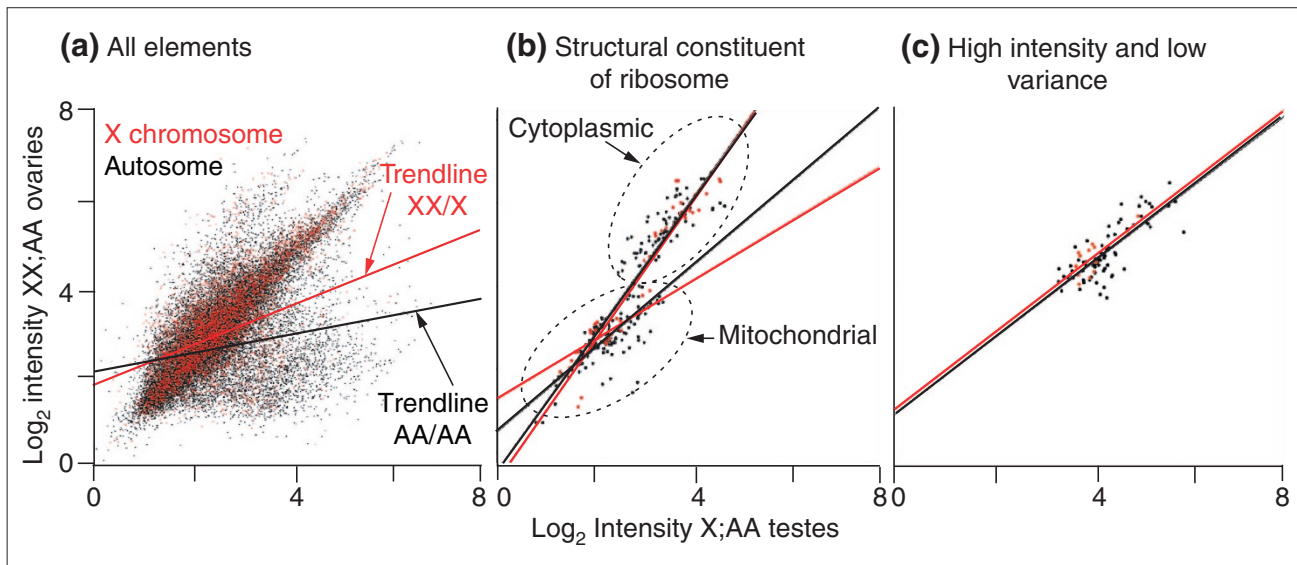 (a) All elements
(b) Structural constituent
of ribosome
(c) High intensity and low
variance
Log2 intensity XX;AA ovaries
8
4
0
X chromosome
Autosome
Trendline
XX/X
Trendline
AA/AA
0
4
8
Cytoplasmic
Mitochondrial
0
2
4
8
0
4
8
Log2 Intensity X;AA testes